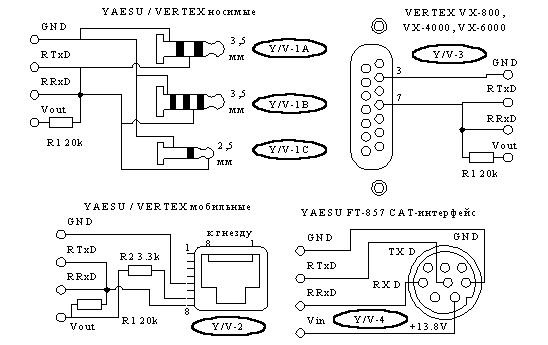 YAESU / VERTEX носимые
GND
RTxD
RRxD
Vout
R1 20k
3,5
мм
Y/V-1A
3,5
мм
Y/V-1B
2,5
мм
Y/V-1C
VERTEX VX-800,
VX-4000, VX-6000
Y/V-3
3
7
GND
RTxD
RRxD
Vout
R1 20k
YAESU / VERTEX мобильные
GND
RTxD
RRxD
Vout
R2 3.3k
R1 20k
к гнезду
8
1
1
8
Y/V-2
YAESU FT-857 CAT-интерфейс
GND
RTxD
RRxD
Vin
TXD
RXD
GND
+13.8V
Y/V-4